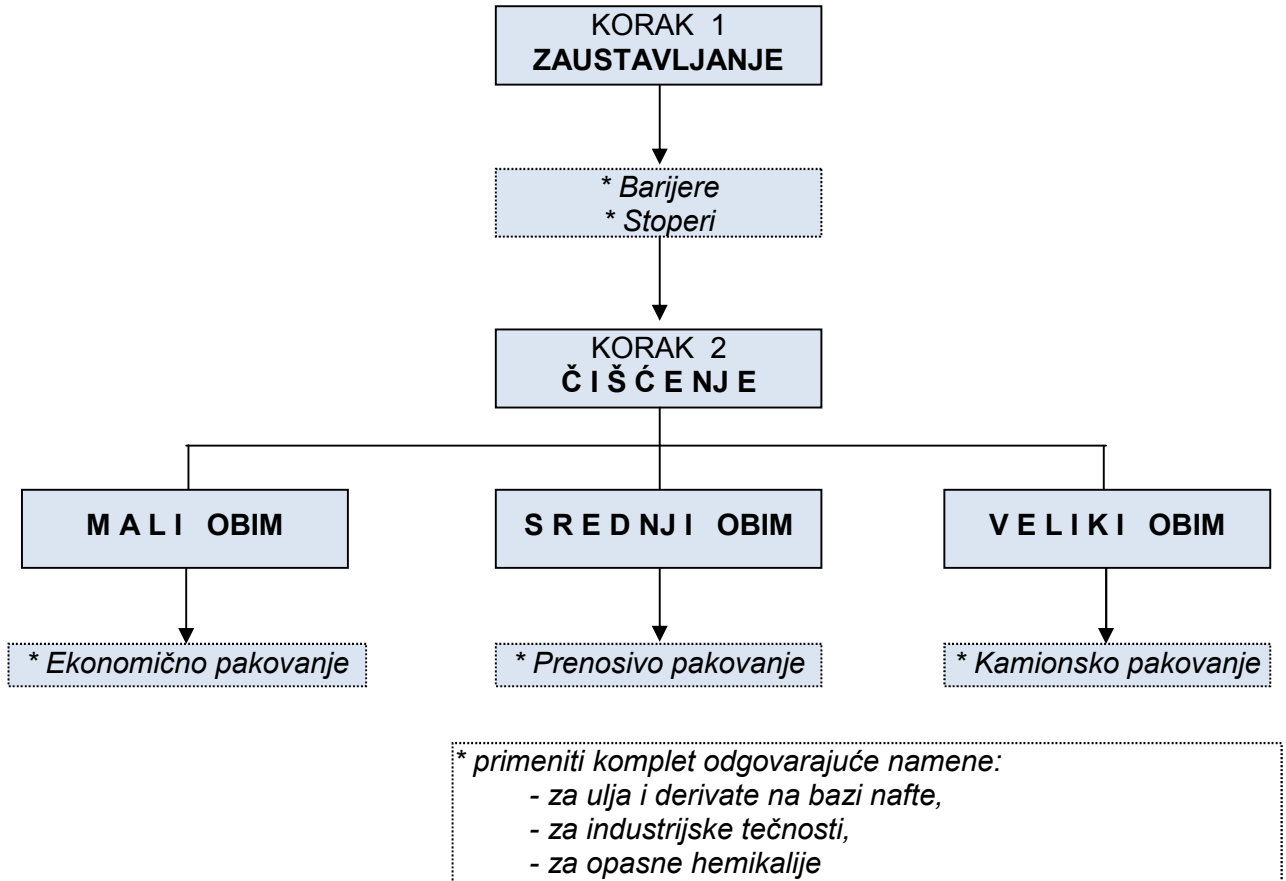 KORAK 1
ZAUSTAVLJANJE
* Barijere
* Stoperi
KORAK 2
Č I Š Ć E NJ E
M A L I OBIM
S R E D NJ I OBIM
V E L I K I OBIM
* Ekonomično pakovanje
* Prenosivo pakovanje
* Kamionsko pakovanje
* primeniti komplet odgovarajuće namene:
- za ulja i derivate na bazi nafte,
- za industrijske tečnosti,
- za opasne hemikalije